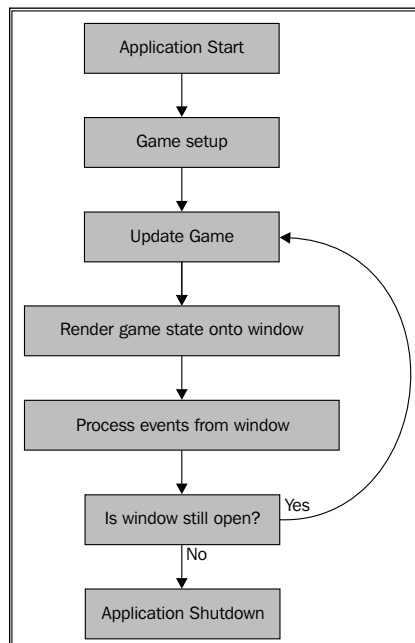 Application Start
Game setup
Update Game
Render game state onto window
Process events from window
Is window still open?
Yes
No
Application Shutdown